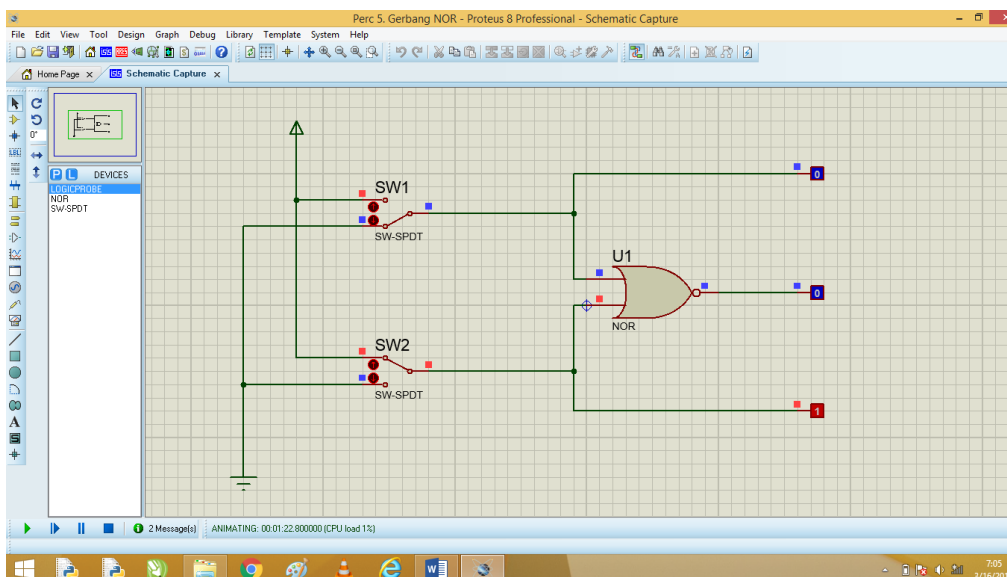 Perc 5. Gerbang NOR - Proteus 8 Professional - Schematic Capture
File Edit View Tool Design Graph Debug Library Template System Help
Home Page × Schematic Capture ×
0°
P L DEVICES
LOGICPROBE
NOR
SW-SPDT
SW1
SW-SPDT
0
U1
NOR
0
SW2
SW-SPDT
1
2 Message(s) ANIMATING: 00:01:22.800000 (CPU load 1%)